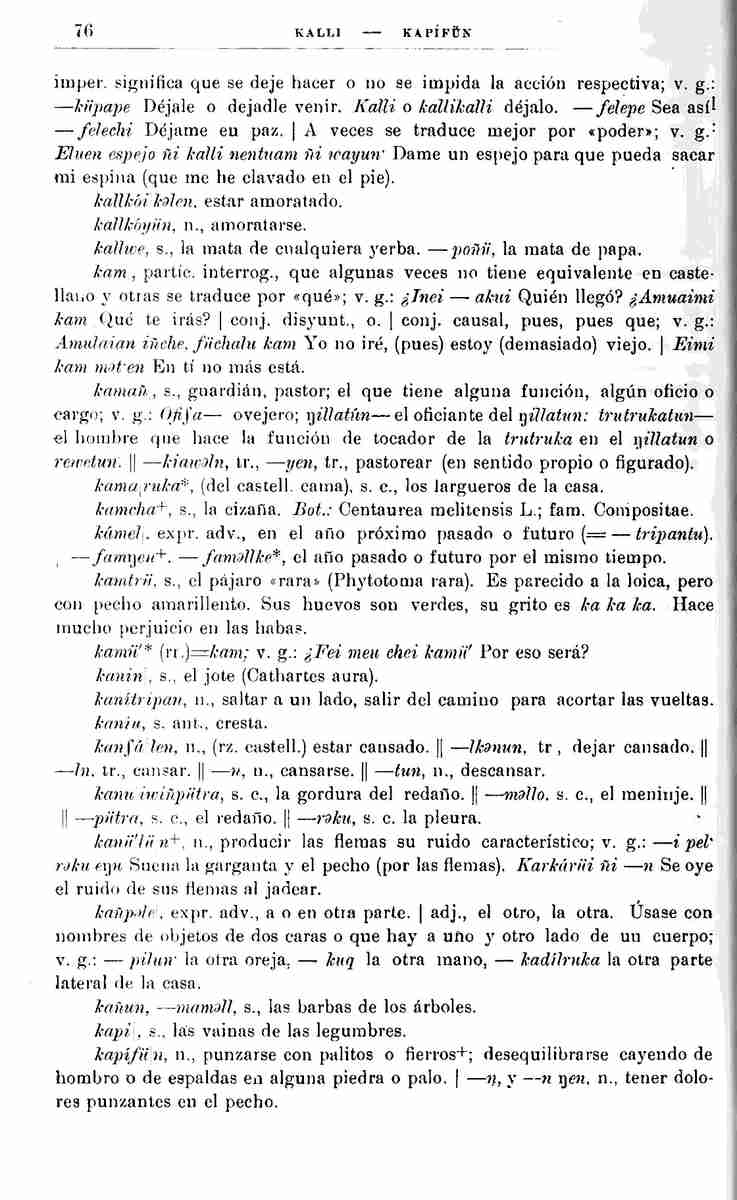 76 KALLI — KAPÍFÜN
imper. significa que se deje hacer o no se impida la acción respectiva; v. g.:
—küpape Déjale o dejadle venir. Kalli o kallikalli déjalo. —felepe Sea así!
—felechi Déjame en paz. | A veces se traduce mejor por «poder»; v. g.:
Eluen espejo ñi kalli nentuam ñi wayun· Dame un espejo para que pueda sacar
mi espina (que me he clavado en el pie).
kallkói kəlen, estar amoratado.
kallkóyün, n., amoratarse.
kallwe, s., la mata de cualquiera yerba. —poñü, la mata de papa.
kam, partic. interrog., que algunas veces no tiene equivalente en caste-
llano y otras se traduce por «qué»; v. g.: ¿Inei — akui Quién llegó? ¿Amuaimi
kam Qué te irás? | conj. disyunt., o. | conj. causal, pues, pues que; v. g.:
Amulaian iñche, füchalu kam Yo no iré, (pues) estoy (demasiado) viejo. | Eimi
kam mət·en En tí no más está.
kamañ, s., guardián, pastor; el que tiene alguna función, algún oficio o
cargo; v. g.: Ofifa— ovejero; ŋillatún— el oficiante del ŋillatun: trutrukatun—
el hombre que hace la función de tocador de la trutruka en el ŋillatun o
rewetun. || —kiawəln, tr., —yen, tr., pastorear (en sentido propio o figurado).
kama ruka*, (del castell. cama), s. c., los largueros de la casa.
kamcha+, s., la cizaña. Bot.: Centaurea melitensis L.; fam. Compositae.
kámel, expr. adv., en el año próximo pasado o futuro (= — tripantu).
, —famŋen+. —faməllke*, el año pasado o futuro por el mismo tiempo.
kamtrü, s., el pájaro «rara» (Phytotoma rara). Es parecido a la loica, pero
con pecho amarillento. Sus huevos son verdes, su grito es ka ka ka. Hace
mucho perjuicio en las habas.
kamü'* (rr.)=kam; v. g.: ¿Fei meu chei kamü' Por eso será?
kanin, s., el jote (Cathartes aura).
kanítripan, n., saltar a un lado, salir del camino para acortar las vueltas.
kaniu, s. ant., cresta.
kanfá len, n., (rz. castell.) estar cansado. || —lkənun, tr, dejar cansado. ||
—ln, tr., cansar. || —n, n., cansarse. || —tun, n., descansar.
kanu iwiñpütra, s. c., la gordura del redaño. || —məllo, s. c., el meninje. ||
|| —pütra, s. c., el redaño. || —rəku, s. c. la pleura.
kanü'lü n+, n., producir las flemas su ruido característico; v. g.: —i pel·
rəku eŋu Suena la garganta y el pecho (por las flemas). Karkárüi ñi —n Se oye
el ruido de sus flemas al jadear.
kañpəle, expr. adv., a o en otra parte. | adj., el otro, la otra. Úsase con
nombres de objetos de dos caras o que hay a uño y otro lado de un cuerpo;
v. g.: — pilun· la otra oreja, — kuq la otra mano, — kadílruka la otra parte
lateral de la casa.
kañun, —maməll, s., las barbas de los árboles.
kapi, s., las vainas de las legumbres.
kapífü n, n., punzarse con palitos o fierros+; desequilibrarse cayendo de
hombro o de espaldas en alguna piedra o palo. | —n, y —n ŋen, n., tener dolo-
res punzantes en el pecho.